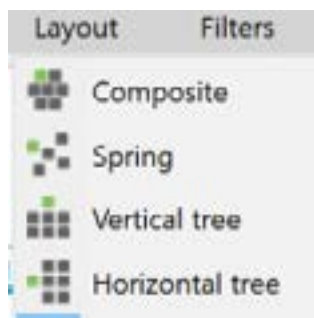 Layout Filters
Composite
Spring
Vertical tree
Horizontal tree